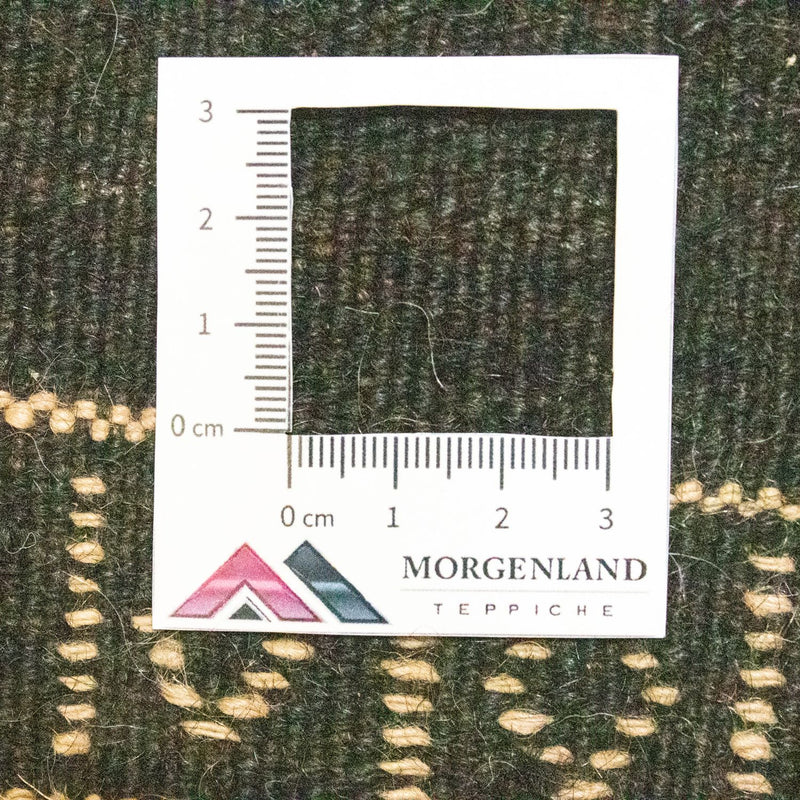 3
2
1
0 cm
0 cm 1 2 3
MORGENLAND
TEPPICHE